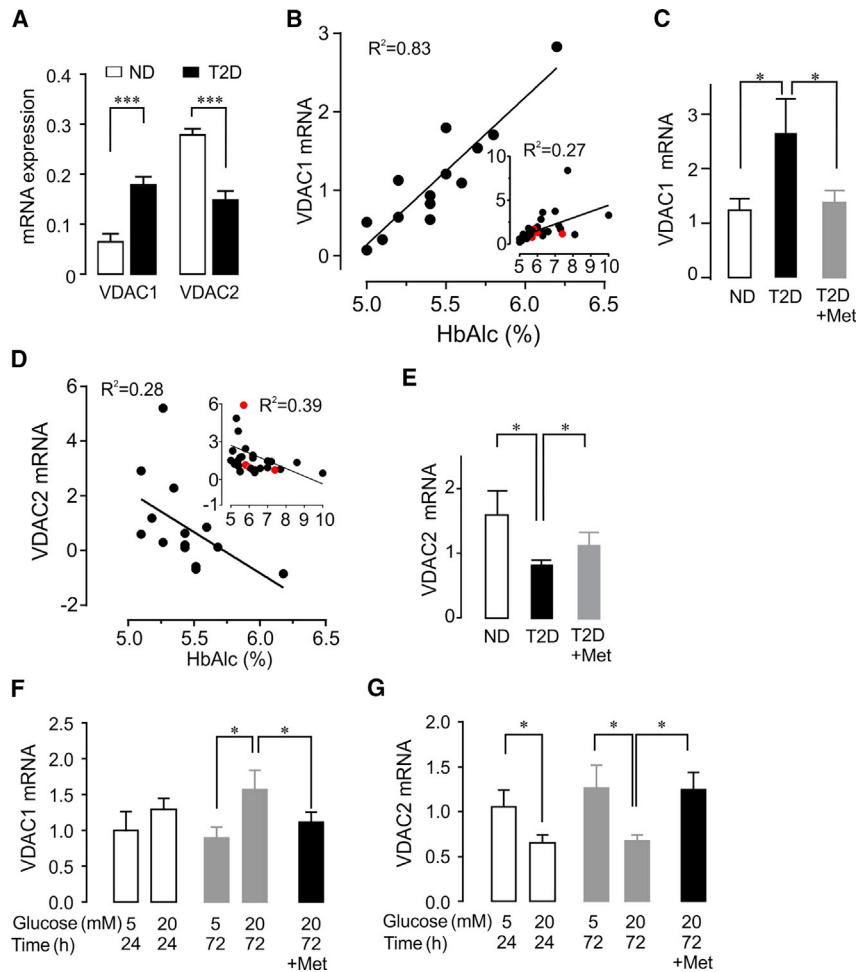 A
ND T2D
mRNA expression
0.4
0.3
0.2
0.1
0
***
***
VDAC1 VDAC2
B
R²=0.83
VDAC1 mRNA
3
2
1
0
5.0 5.5 6.0 6.5
HbAlc (%)
R²=0.27
10
5
0
5 6 7 8 9 10
C
VDAC1 mRNA
3
2
1
0
* *
ND T2D T2D
+Met
D
R²=0.28
VDAC2 mRNA
6
4
2
0
-2
5.0 5.5 6.0 6.5
HbAlc (%)
R²=0.39
6
3
1
-1
5 6 7 8 9 10
E
VDAC2 mRNA
2
1
0
* *
ND T2D T2D
+Met
F
VDAC1 mRNA
2.5
2.0
1.5
1.0
0.5
0.0
* *
Glucose (mM) 5 20 5 20 20
Time (h) 24 24 72 72 72
+Met
G
VDAC2 mRNA
2.0
1.5
1.0
0.5
0.0
* * *
Glucose (mM) 5 20 5 20 20
Time (h) 24 24 72 72 72
+Met